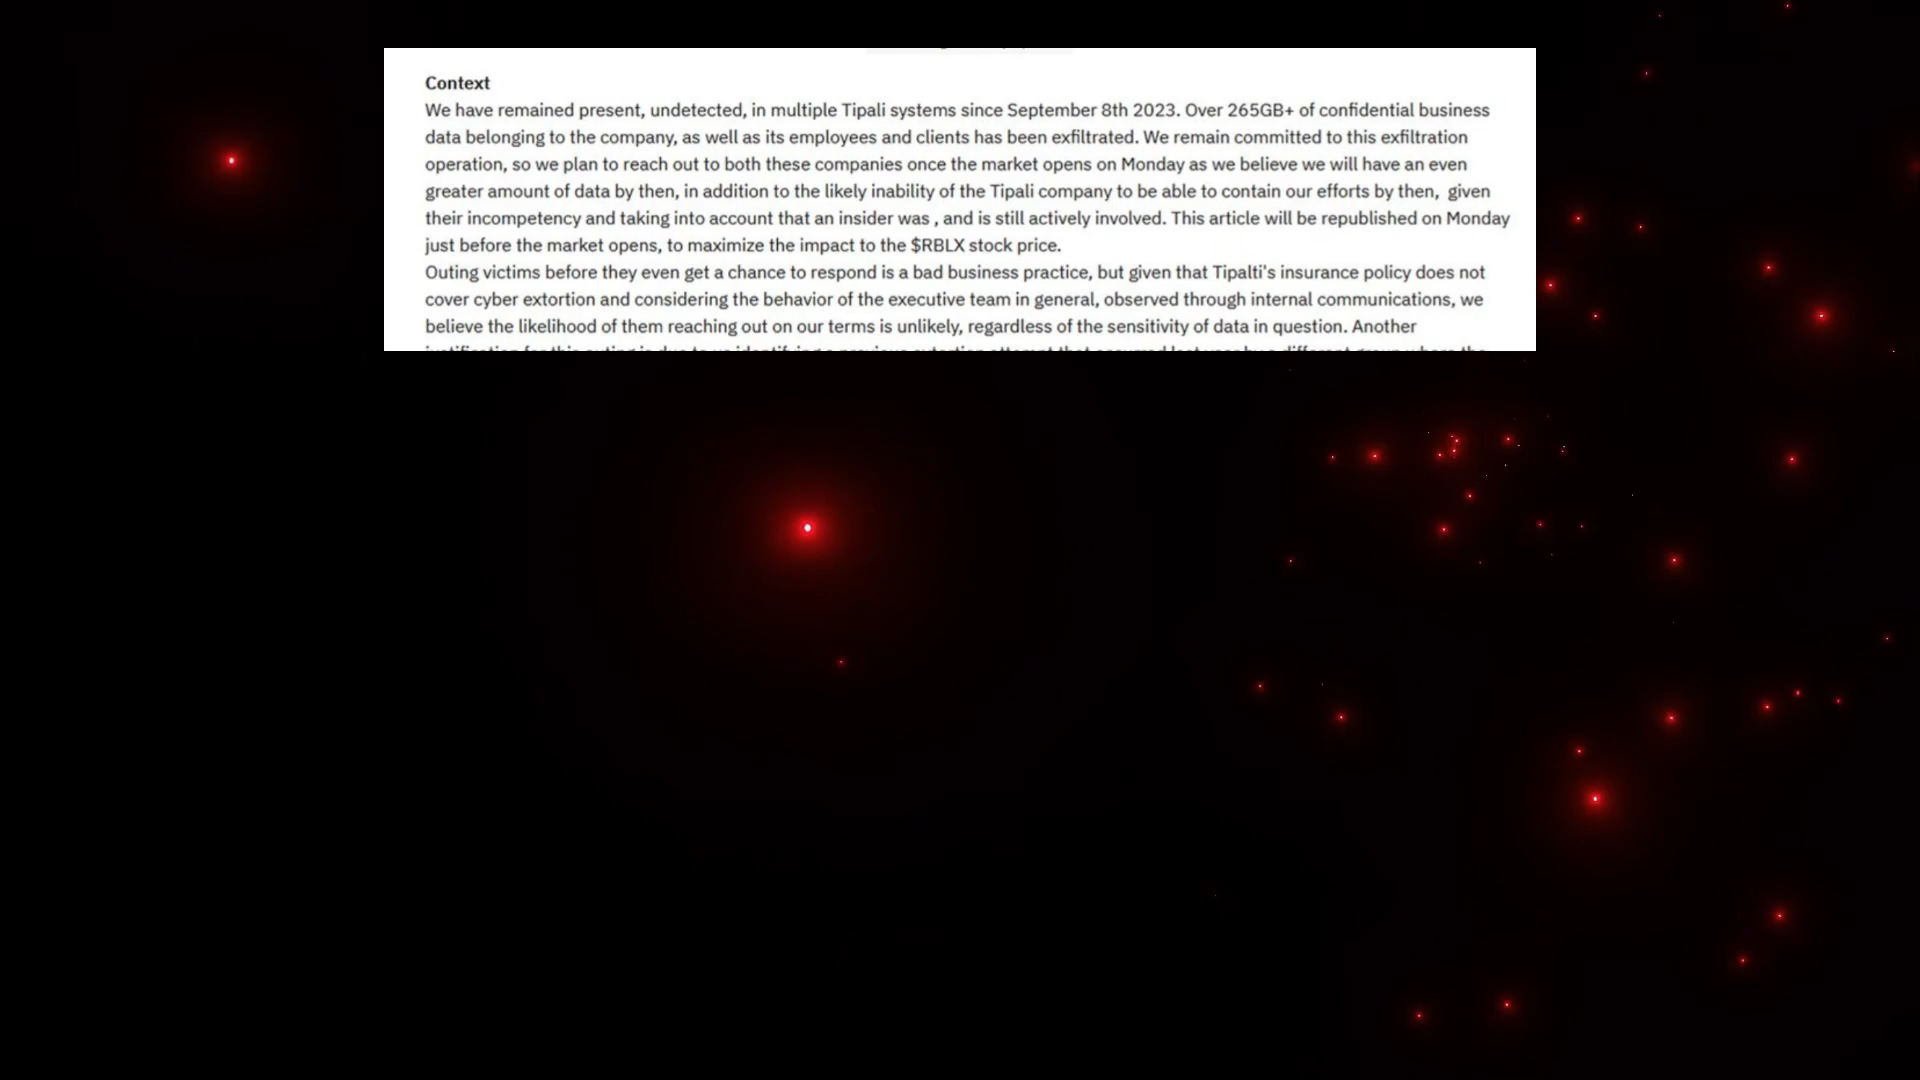 Context
We have remained present, undetected, in multiple Tipali systems since September 8th 2023. Over 265GB+ of confidential business
data belonging to the company, as well as its employees and clients has been exfiltrated. We remain committed to this exfiltration
operation, so we plan to reach out to both these companies once the market opens on Monday as we believe we will have an even
greater amount of data by then, in addition to the likely inability of the Tipali company to be able to contain our efforts by then,  given
their incompetency and taking into account that an insider was , and is still actively involved. This article will be republished on Monday
just before the market opens, to maximize the impact to the $RBLX stock price.
Outing victims before they even get a chance to respond is a bad business practice, but given that Tipalti's insurance policy does not
cover cyber extortion and considering the behavior of the executive team in general, observed through internal communications, we
believe the likelihood of them reaching out on our terms is unlikely, regardless of the sensitivity of data in question. Another